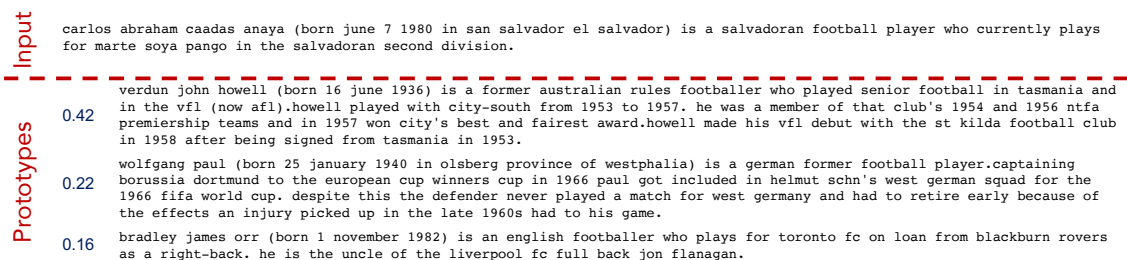 Input
carlos abraham caadas anaya (born june 7 1980 in san salvador el salvador) is a salvadoran football player who currently plays
for marte soya pango in the salvadoran second division.
Prototypes
0.42
verdun john howell (born 16 june 1936) is a former australian rules footballer who played senior football in tasmania and
in the vfl (now afl).howell played with city-south from 1953 to 1957. he was a member of that club's 1954 and 1956 ntfa
premiership teams and in 1957 won city's best and fairest award.howell made his vfl debut with the st kilda football club
in 1958 after being signed from tasmania in 1953.
0.22
wolfgang paul (born 25 january 1940 in olsberg province of westphalia) is a german former football player.captaining
borussia dortmund to the european cup winners cup in 1966 paul got included in helmut schn's west german squad for the
1966 fifa world cup. despite this the defender never played a match for west germany and had to retire early because of
the effects an injury picked up in the late 1960s had to his game.
0.16
bradley james orr (born 1 november 1982) is an english footballer who plays for toronto fc on loan from blackburn rovers
as a right-back. he is the uncle of the liverpool fc full back jon flanagan.